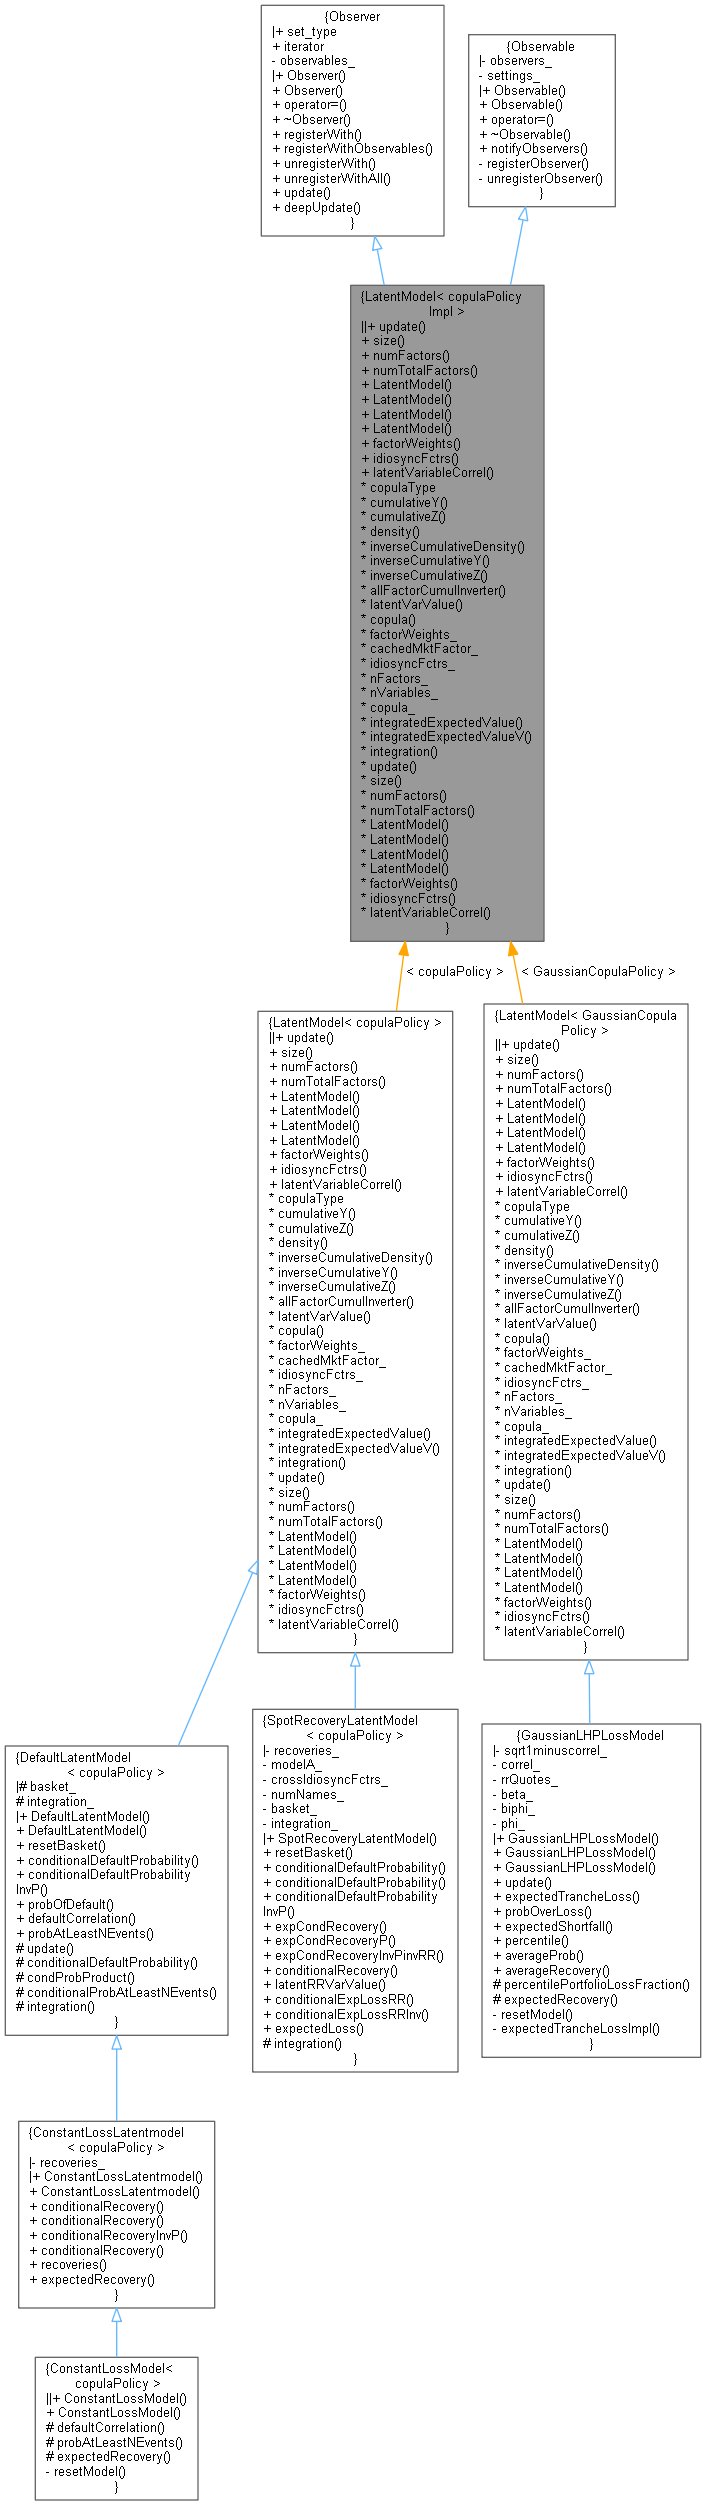 {Observer
|+ set_type
+ iterator
- observables_
|+ Observer()
+ Observer()
+ operator=()
+ ~Observer()
+ registerWith()
+ registerWithObservables()
+ unregisterWith()
+ unregisterWithAll()
+ update()
+ deepUpdate()
}
{Observable
|- observers_
- settings_
|+ Observable()
+ Observable()
+ operator=()
+ ~Observable()
+ notifyObservers()
- registerObserver()
- unregisterObserver()
}
{LatentModel< copulaPolicy
Impl >
||+ update()
+ size()
+ numFactors()
+ numTotalFactors()
+ LatentModel()
+ LatentModel()
+ LatentModel()
+ LatentModel()
+ factorWeights()
+ idiosyncFctrs()
+ latentVariableCorrel()
* copulaType
* cumulativeY()
* cumulativeZ()
* density()
* inverseCumulativeDensity()
* inverseCumulativeY()
* inverseCumulativeZ()
* allFactorCumulInverter()
* latentVarValue()
* copula()
* factorWeights_
* cachedMktFactor_
* idiosyncFctrs_
* nFactors_
* nVariables_
* copula_
* integratedExpectedValue()
* integratedExpectedValueV()
* integration()
* update()
* size()
* numFactors()
* numTotalFactors()
* LatentModel()
* LatentModel()
* LatentModel()
* LatentModel()
* factorWeights()
* idiosyncFctrs()
* latentVariableCorrel()
}
< copulaPolicy >
< GaussianCopulaPolicy >
{LatentModel< copulaPolicy >
||+ update()
+ size()
+ numFactors()
+ numTotalFactors()
+ LatentModel()
+ LatentModel()
+ LatentModel()
+ LatentModel()
+ factorWeights()
+ idiosyncFctrs()
+ latentVariableCorrel()
* copulaType
* cumulativeY()
* cumulativeZ()
* density()
* inverseCumulativeDensity()
* inverseCumulativeY()
* inverseCumulativeZ()
* allFactorCumulInverter()
* latentVarValue()
* copula()
* factorWeights_
* cachedMktFactor_
* idiosyncFctrs_
* nFactors_
* nVariables_
* copula_
* integratedExpectedValue()
* integratedExpectedValueV()
* integration()
* update()
* size()
* numFactors()
* numTotalFactors()
* LatentModel()
* LatentModel()
* LatentModel()
* LatentModel()
* factorWeights()
* idiosyncFctrs()
* latentVariableCorrel()
}
{LatentModel< GaussianCopula
Policy >
||+ update()
+ size()
+ numFactors()
+ numTotalFactors()
+ LatentModel()
+ LatentModel()
+ LatentModel()
+ LatentModel()
+ factorWeights()
+ idiosyncFctrs()
+ latentVariableCorrel()
* copulaType
* cumulativeY()
* cumulativeZ()
* density()
* inverseCumulativeDensity()
* inverseCumulativeY()
* inverseCumulativeZ()
* allFactorCumulInverter()
* latentVarValue()
* copula()
* factorWeights_
* cachedMktFactor_
* idiosyncFctrs_
* nFactors_
* nVariables_
* copula_
* integratedExpectedValue()
* integratedExpectedValueV()
* integration()
* update()
* size()
* numFactors()
* numTotalFactors()
* LatentModel()
* LatentModel()
* LatentModel()
* LatentModel()
* factorWeights()
* idiosyncFctrs()
* latentVariableCorrel()
}
{DefaultLatentModel
< copulaPolicy >
|# basket_
# integration_
|+ DefaultLatentModel()
+ DefaultLatentModel()
+ resetBasket()
+ conditionalDefaultProbability()
+ conditionalDefaultProbability
InvP()
+ probOfDefault()
+ defaultCorrelation()
+ probAtLeastNEvents()
# update()
# conditionalDefaultProbability()
# condProbProduct()
# conditionalProbAtLeastNEvents()
# integration()
}
{SpotRecoveryLatentModel
< copulaPolicy >
|- recoveries_
- modelA_
- crossIdiosyncFctrs_
- numNames_
- basket_
- integration_
|+ SpotRecoveryLatentModel()
+ resetBasket()
+ conditionalDefaultProbability()
+ conditionalDefaultProbability()
+ conditionalDefaultProbability
InvP()
+ expCondRecovery()
+ expCondRecoveryP()
+ expCondRecoveryInvPinvRR()
+ conditionalRecovery()
+ latentRRVarValue()
+ conditionalExpLossRR()
+ conditionalExpLossRRInv()
+ expectedLoss()
# integration()
}
{GaussianLHPLossModel
|- sqrt1minuscorrel_
- correl_
- rrQuotes_
- beta_
- biphi_
- phi_
|+ GaussianLHPLossModel()
+ GaussianLHPLossModel()
+ GaussianLHPLossModel()
+ update()
+ expectedTrancheLoss()
+ probOverLoss()
+ expectedShortfall()
+ percentile()
+ averageProb()
+ averageRecovery()
# percentilePortfolioLossFraction()
# expectedRecovery()
- resetModel()
- expectedTrancheLossImpl()
}
{ConstantLossLatentmodel
< copulaPolicy >
|- recoveries_
|+ ConstantLossLatentmodel()
+ ConstantLossLatentmodel()
+ conditionalRecovery()
+ conditionalRecovery()
+ conditionalRecoveryInvP()
+ conditionalRecovery()
+ recoveries()
+ expectedRecovery()
}
{ConstantLossModel<
copulaPolicy >
||+ ConstantLossModel()
+ ConstantLossModel()
# defaultCorrelation()
# probAtLeastNEvents()
# expectedRecovery()
- resetModel()
}